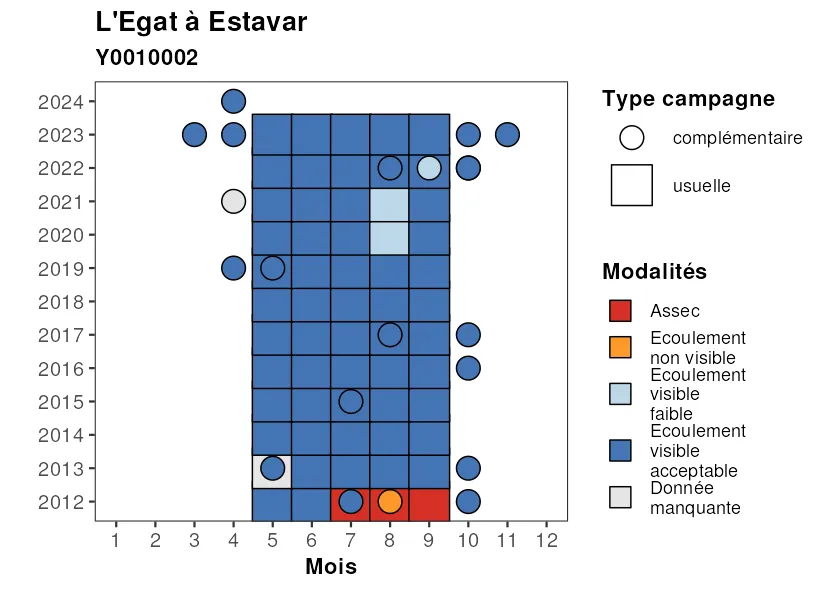 L'Egat à Estavar
Y0010002
2024
2023
2022
2021
2020
2019
2018
2017
2016
2015
2014
2013
2012
1 2 3 4 5 6 7 8 9 10 11 12
Mois
Type campagne
complémentaire
usuelle
Modalités
Assec
Ecoulement
non visible
Ecoulement
visible
faible
Ecoulement
visible
acceptable
Donnée
manquante